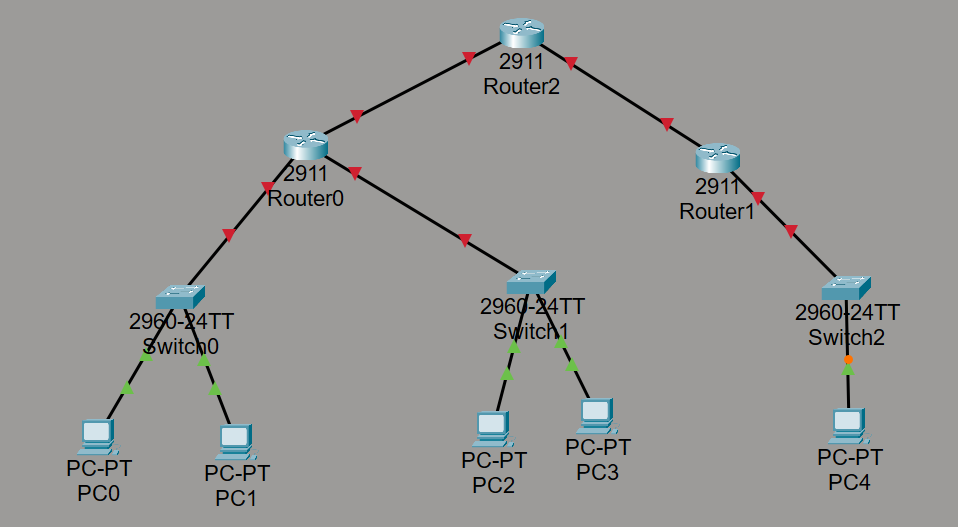 2911
Router2
2911
Router0
2911
Router1
2960-24TT
Switch0
2960-24TT
Switch1
2960-24TT
Switch2
PC-PT
PC0
PC-PT
PC1
PC-PT
PC2
PC-PT
PC3
PC-PT
PC4